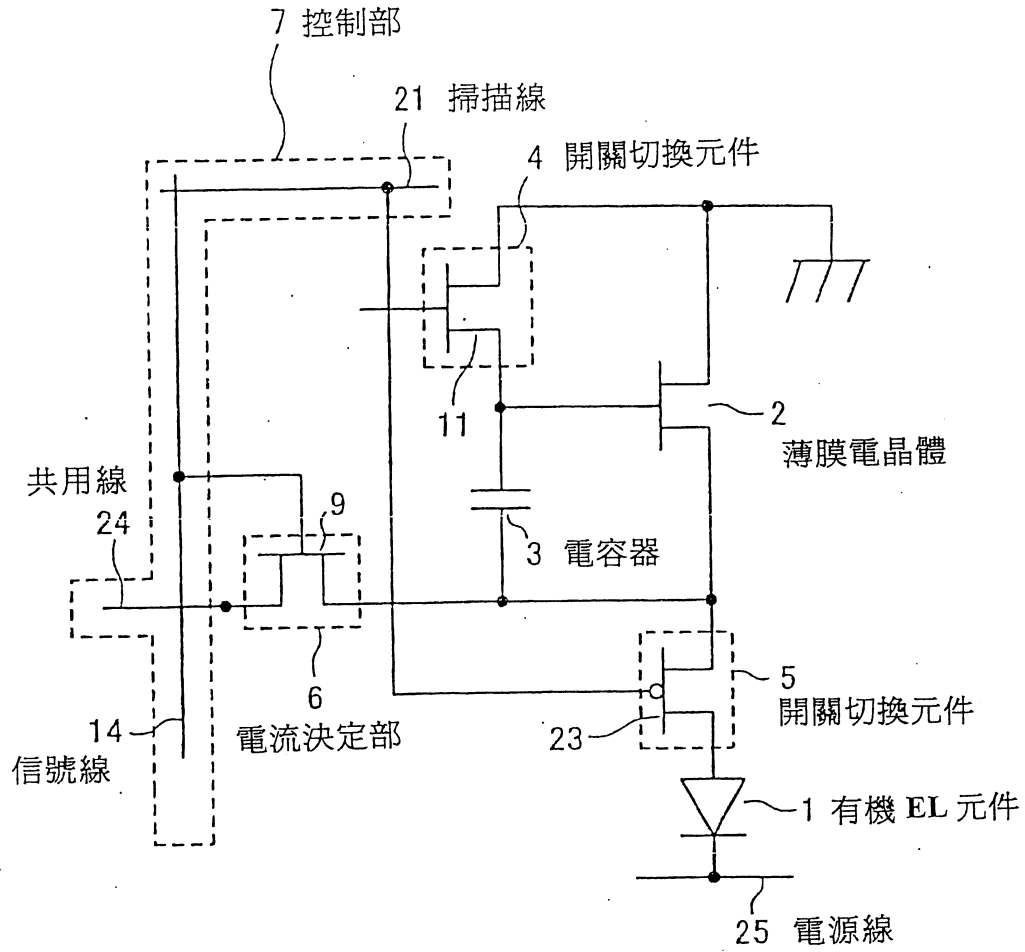 7 控制部
21 掃描線
4 開關切換元件
11
2
薄膜電晶體
共用線
24
9
3 電容器
6
電流決定部
5
開關切換元件
14
信號線
23
1 有機 EL 元件
25 電源線